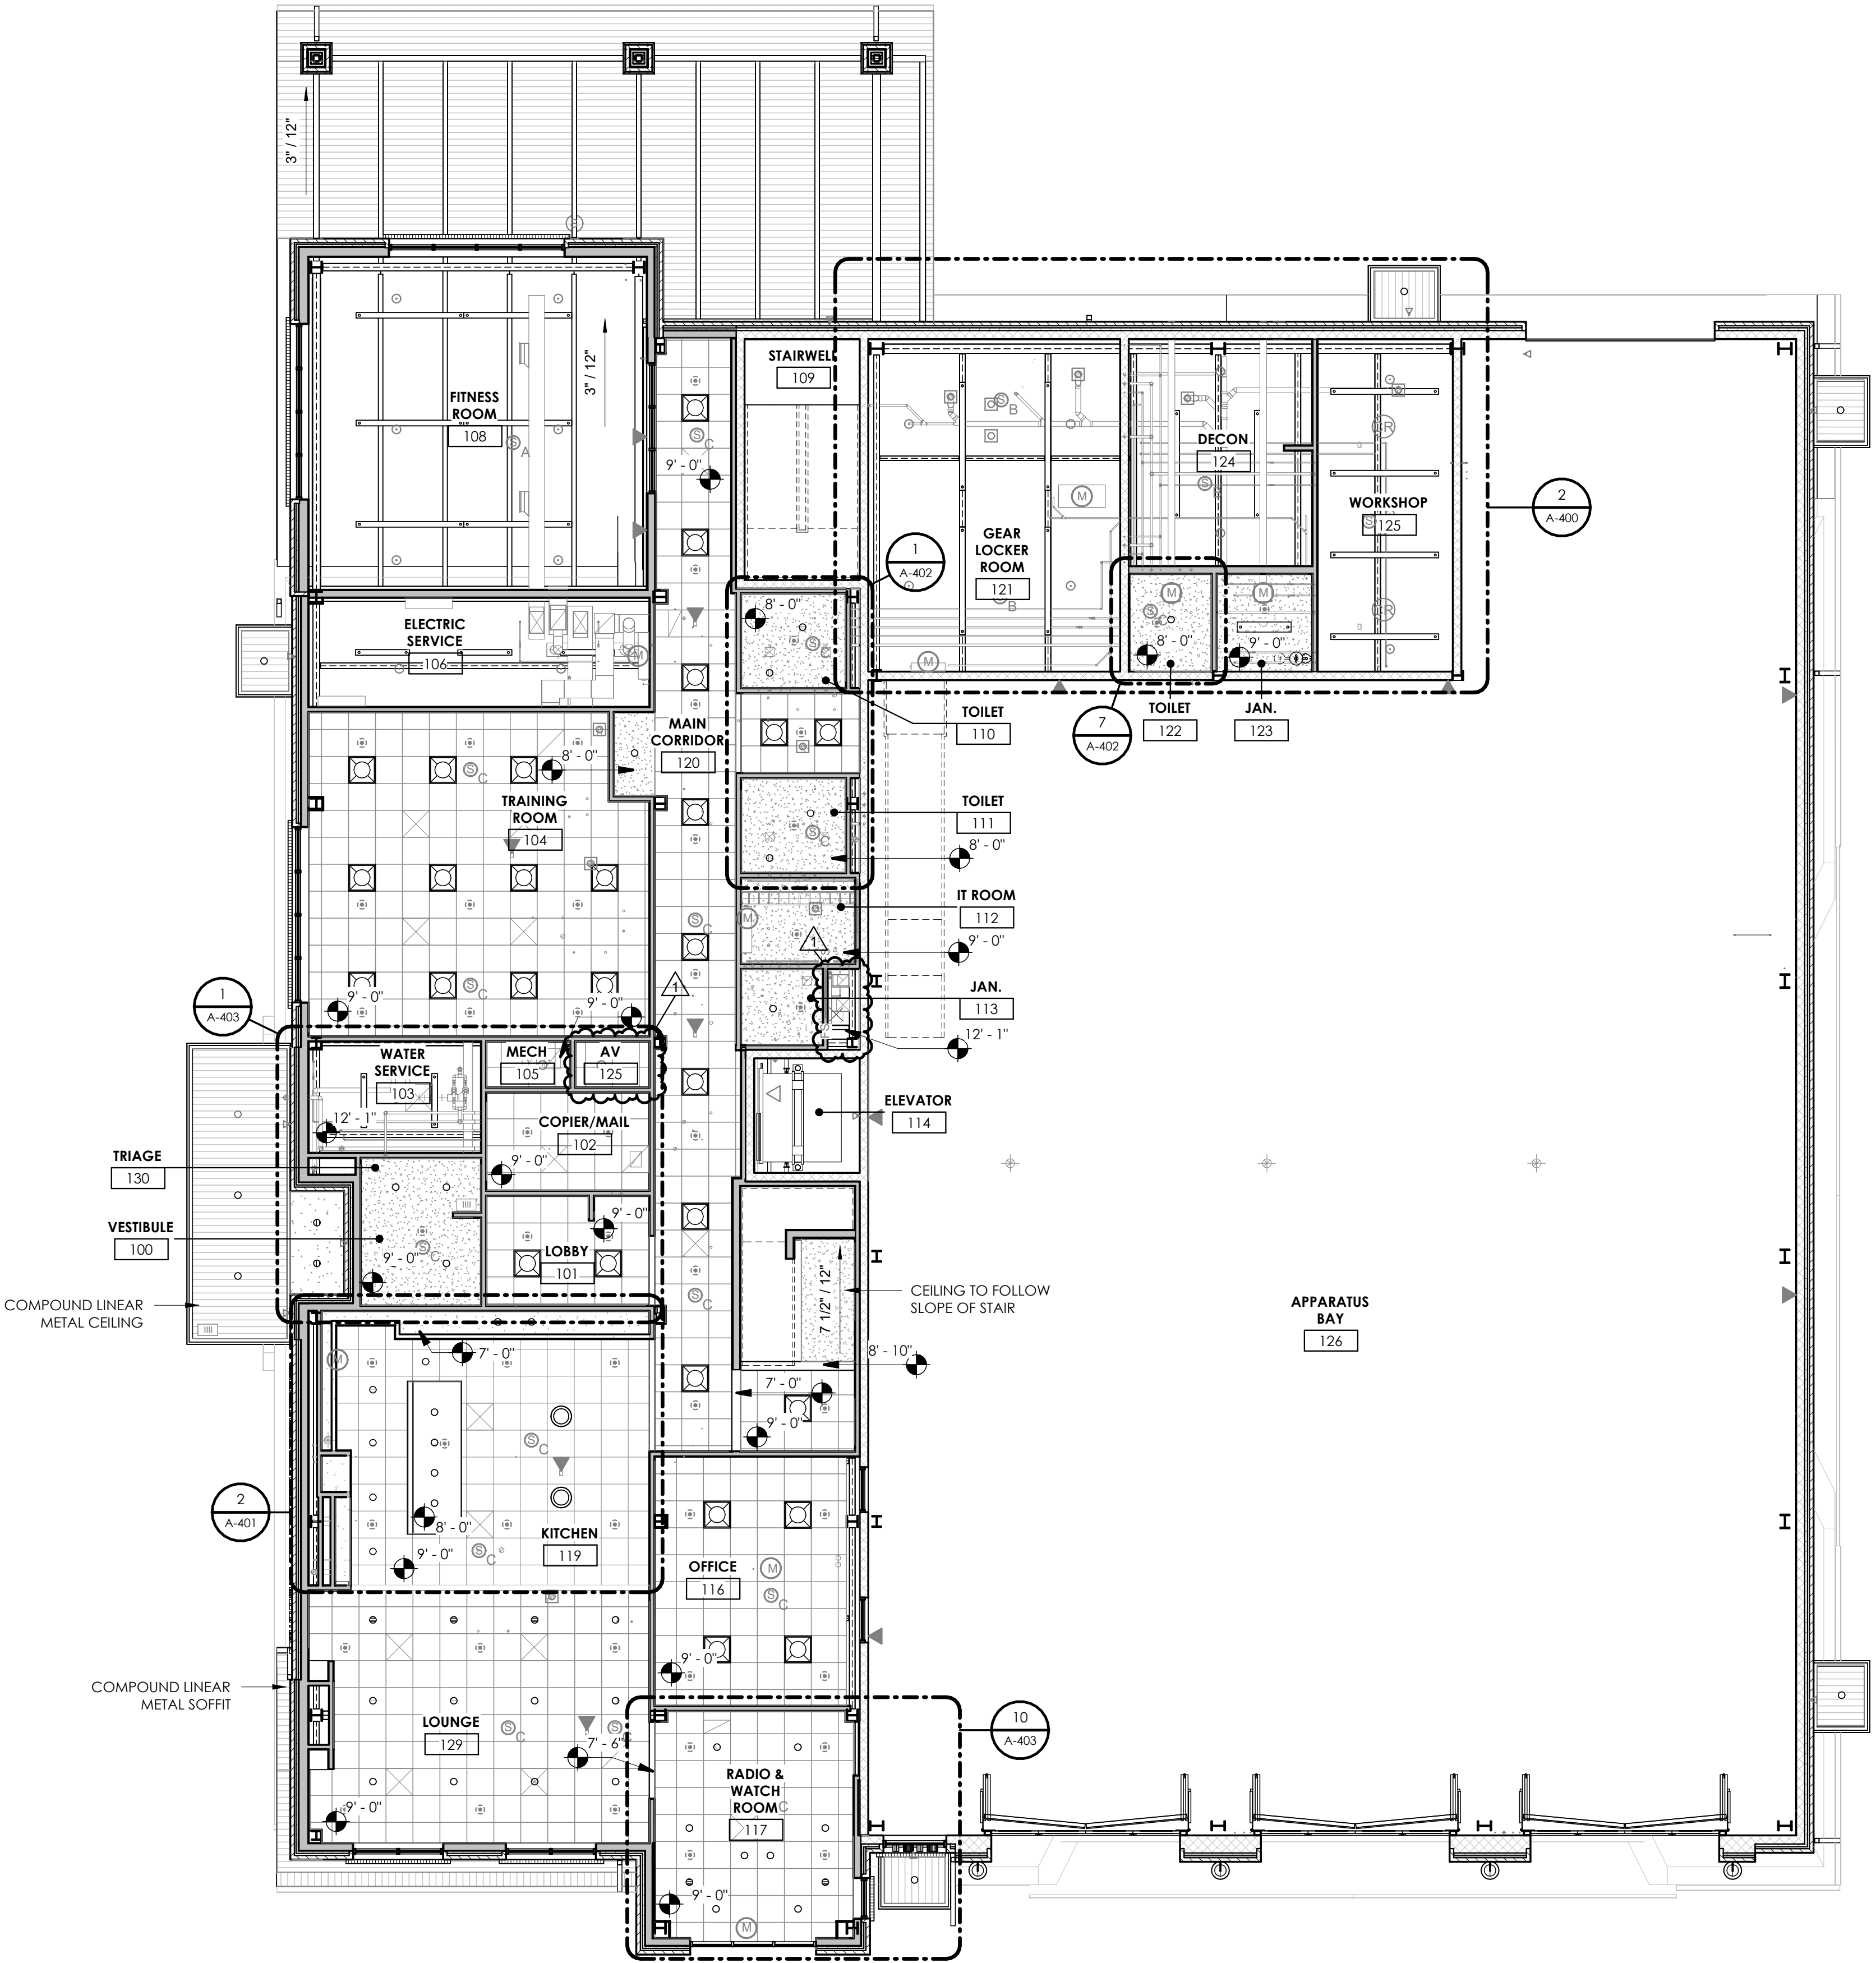 3" / 12"
3" / 12"
FITNESS
ROOM
108
A
STAIRWELL
109
C
9' - 0"
B
DECON
124
S
WORKSHOP
125
2
A-400
GEAR
LOCKER
ROOM
121
B
M
1
A-402
ELECTRIC
SERVICE
106
M
8' - 0"
S
C
M
8' - 0"
M
9' - 0"
CR
CR
MAIN
CORRIDOR
120
TOILET
110
7
A-402
TOILET
122
JAN.
123
8' - 0"
S
C
TRAINING
ROOM
104
TOILET
111
8' - 0"
S
C
IT ROOM
112
9' - 0"
M
S
C
1
JAN.
113
12' - 1"
9' - 0"
S
C
9' - 0"
1
1
A-403
WATER
SERVICE
103
12' - 1"
MECH
105
AV
125
COPIER/MAIL
102
9' - 0"
ELEVATOR
114
TRIAGE
130
VESTIBULE
100
9' - 0"
S
C
LOBBY
101
9' - 0"
COMPOUND LINEAR
METAL CEILING
S
C
7 1/2" / 12"
CEILING TO FOLLOW
SLOPE OF STAIR
8' - 10"
7' - 0"
9' - 0"
APPARATUS
BAY
126
7' - 0"
M
S
C
2
A-401
8' - 0"
9' - 0"
S
C
KITCHEN
119
OFFICE
116
M
S
C
9' - 0"
COMPOUND LINEAR
METAL SOFFIT
LOUNGE
129
S
C
S
7' - 6"
9' - 0"
10
A-403
RADIO &
WATCH
ROOM
117
C
9' - 0"
M